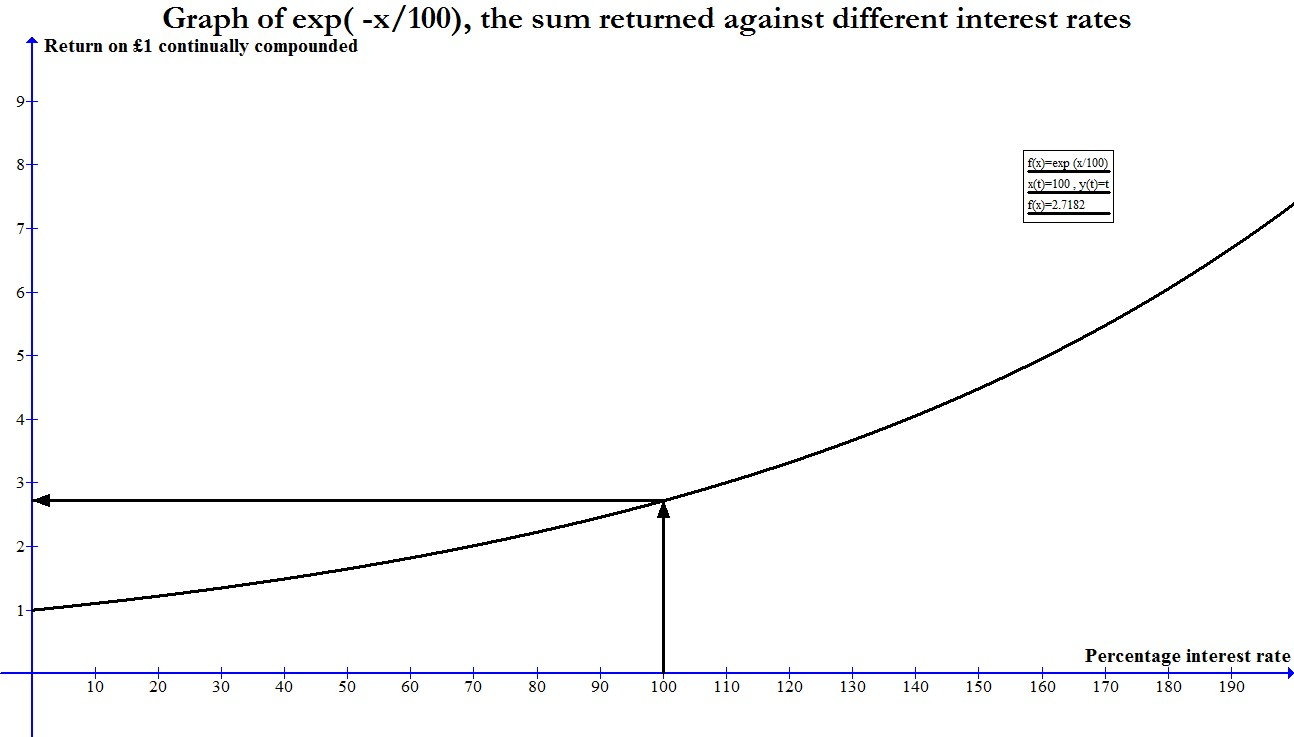 Graph of exp( -x/100), the sum returned against different interest rates
Return on £1 continually compounded
9
8
f(x)=exp (x/100)
x(t)=100 , y(t)=t
f(x)=2.7182
7
6
5
4
3
2
1
Percentage interest rate
10 20 30 40 50 60 70 80 90 100 110 120 130 140 150 160 170 180 190